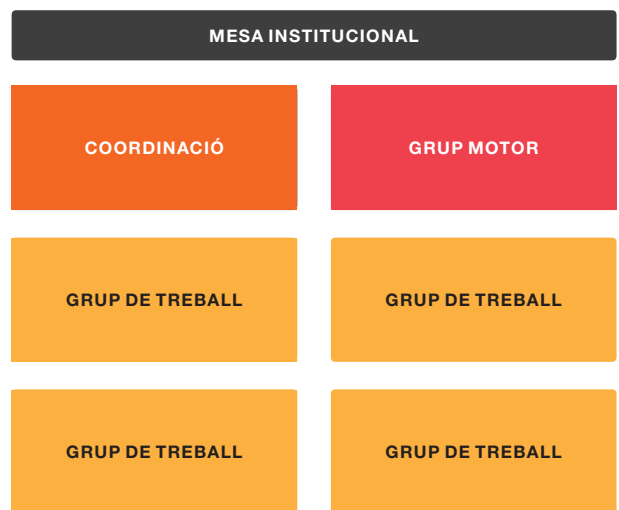 MESA INSTITUCIONAL
COORDINACIÓ
GRUP MOTOR
GRUP DE TREBALL
GRUP DE TREBALL
GRUP DE TREBALL
GRUP DE TREBALL